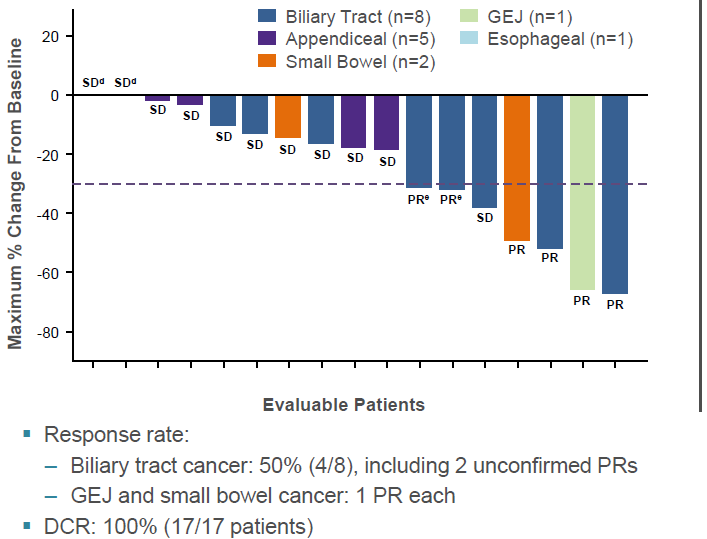 Biliary Tract (n=8)
GEJ (n=1)
Appendiceal (n=5)
Esophageal (n=1)
Small Bowel (n=2)
Maximum % Change From Baseline
20
0
-20
-40
-60
-80
SDᵈ SDᵈ
SD
SD
SD
SD
SD
SD
SD
SD
PRᵉ PRᵉ
SD
PR
PR
PR
PR
Evaluable Patients
▪ Response rate:
– Biliary tract cancer: 50% (4/8), including 2 unconfirmed PRs
– GEJ and small bowel cancer: 1 PR each
▪ DCR: 100% (17/17 patients)